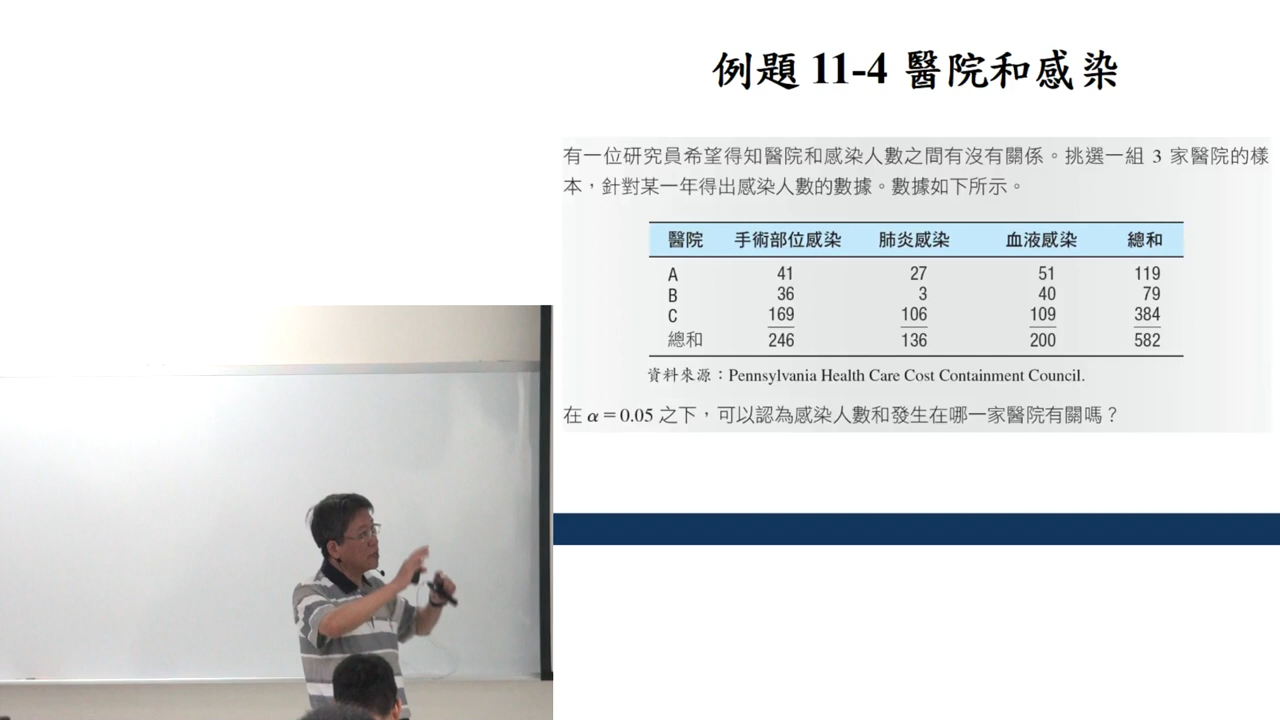 例題 11-4 醫院和感染
有一位研究員希望得知醫院和感染人數之間有沒有關係。挑選一組 3 家醫院的樣
本，針對某一年得出感染人數的數據。數據如下所示。
醫院 手術部位感染 肺炎感染 血液感染 總和
A 41 27 51 119
B 36 3 40 79
C 169 106 109 384
總和 246 136 200 582
資料來源：Pennsylvania Health Care Cost Containment Council.
在 α = 0.05 之下，可以認為感染人數和發生在哪一家醫院有關嗎？